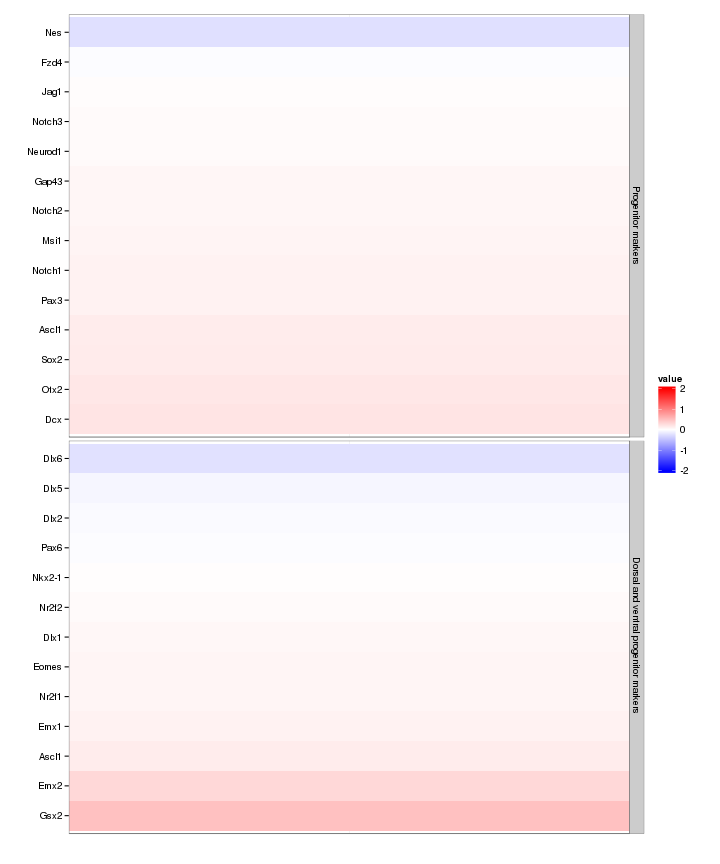 Nes
Fzd4
Jag1
Notch3
Neurod1
Gap43
Notch2
Msi1
Notch1
Pax3
Ascl1
Sox2
Otx2
Dcx
Progenitor markers
Dlx6
Dlx5
Dlx2
Pax6
Nkx2-1
Nr2f2
Dlx1
Eomes
Nr2f1
Emx1
Ascl1
Emx2
Gsx2
Dorsal and ventral progenitor markers
value
2
1
0
-1
-2